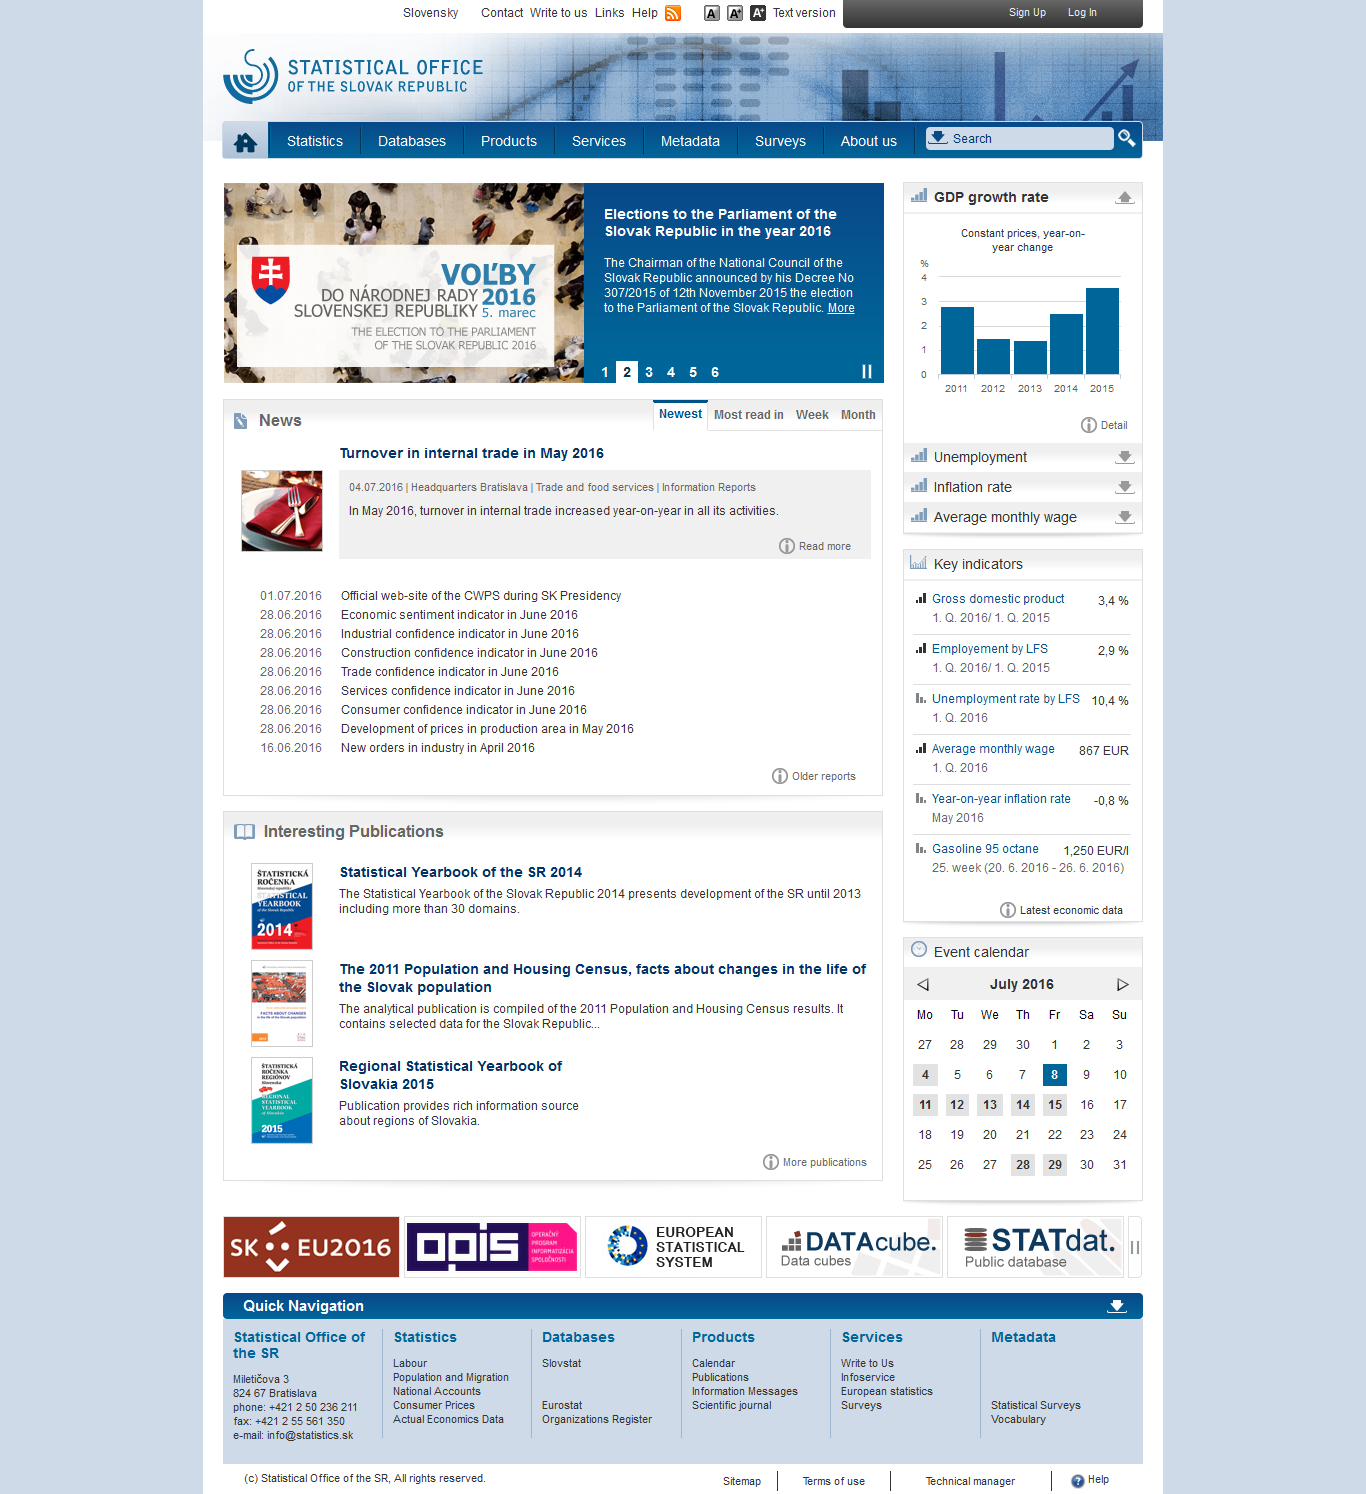 Slovensky Contact Write to us Links Help A A+ A+ Text version Sign Up Log In
STATISTICAL OFFICE
OF THE SLOVAK REPUBLIC
Statistics Databases Products Services Metadata Surveys About us Search
VOĽBY
DO NÁRODNEJ RADY 2016
SLOVENSKEJ REPUBLIKY 5. marec
THE ELECTION TO THE PARLIAMENT
OF THE SLOVAK REPUBLIC 2016
Elections to the Parliament of the
Slovak Republic in the year 2016
The Chairman of the National Council of the
Slovak Republic announced by his Decree No
307/2015 of 12th November 2015 the election
to the Parliament of the Slovak Republic. More
1 2 3 4 5 6
News
Newest Most read in Week Month
Turnover in internal trade in May 2016
04.07.2016 | Headquarters Bratislava | Trade and food services | Information Reports
In May 2016, turnover in internal trade increased year-on-year in all its activities.
Read more
01.07.2016 Official web-site of the CWPS during SK Presidency
28.06.2016 Economic sentiment indicator in June 2016
28.06.2016 Industrial confidence indicator in June 2016
28.06.2016 Construction confidence indicator in June 2016
28.06.2016 Trade confidence indicator in June 2016
28.06.2016 Services confidence indicator in June 2016
28.06.2016 Consumer confidence indicator in June 2016
28.06.2016 Development of prices in production area in May 2016
16.06.2016 New orders in industry in April 2016
Older reports
Interesting Publications
ŠTATISTICKÁ
ROČENKA
STATISTICAL
YEARBOOK
2014
Statistical Yearbook of the SR 2014
The Statistical Yearbook of the Slovak Republic 2014 presents development of the SR until 2013
including more than 30 domains.
FACTS ABOUT CHANGES
The 2011 Population and Housing Census, facts about changes in the life of
the Slovak population
The analytical publication is compiled of the 2011 Population and Housing Census results. It
contains selected data for the Slovak Republic...
ŠTATISTICKÁ
ROČENKA
REGIÓNOV
Slovenska
REGIONAL
STATISTICAL
YEARBOOK
of Slovakia
2015
Regional Statistical Yearbook of
Slovakia 2015
Publication provides rich information source
about regions of Slovakia.
More publications
GDP growth rate
Constant prices, year-on-
year change
%
4
3
2
1
0
2011 2012 2013 2014 2015
Detail
Unemployment
Inflation rate
Average monthly wage
Key indicators
Gross domestic product 3,4 %
1. Q. 2016/ 1. Q. 2015
Employement by LFS 2,9 %
1. Q. 2016/ 1. Q. 2015
Unemployment rate by LFS 10,4 %
1. Q. 2016
Average monthly wage 867 EUR
1. Q. 2016
Year-on-year inflation rate -0,8 %
May 2016
Gasoline 95 octane 1,250 EUR/l
25. week (20. 6. 2016 - 26. 6. 2016)
Latest economic data
Event calendar
July 2016
Mo Tu We Th Fr Sa Su
27 28 29 30 1 2 3
4 5 6 7 8 9 10
11 12 13 14 15 16 17
18 19 20 21 22 23 24
25 26 27 28 29 30 31
SK EU2016
opis
OPERAČNÝ
PROGRAM
INFORMATIZÁCIA
SPOLOČNOSTI
EUROPEAN
STATISTICAL
SYSTEM
DATAcube.
Data cubes
STATdat.
Public database
Quick Navigation
Statistical Office of
the SR
Miletičova 3
824 67 Bratislava
phone: +421 2 50 236 211
fax: +421 2 55 561 350
e-mail: info@statistics.sk
Statistics
Labour
Population and Migration
National Accounts
Consumer Prices
Actual Economics Data
Databases
Slovstat
Eurostat
Organizations Register
Products
Calendar
Publications
Information Messages
Scientific journal
Services
Write to Us
Infoservice
European statistics
Surveys
Metadata
Statistical Surveys
Vocabulary
(c) Statistical Office of the SR, All rights reserved.
Sitemap Terms of use Technical manager Help